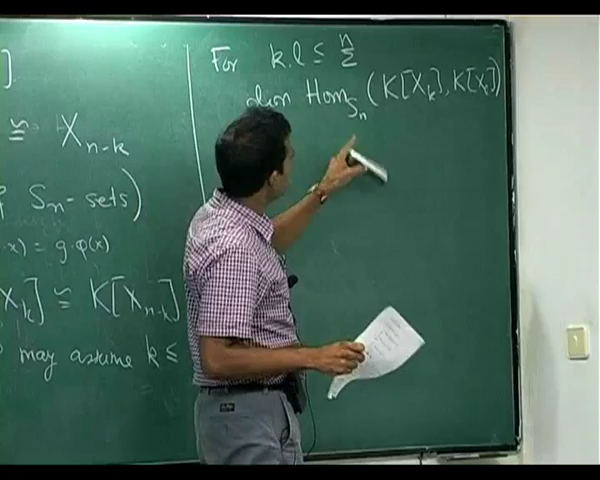 ].
≅ X_{n-k}
S_n - sets)
x) = g·φ(x)
X_k] ≅ K[X_{n-k}]
may assume k ≤
For k, l ≤ n/2
dim Hom_{S_n} (K[X_k], K[X_l])